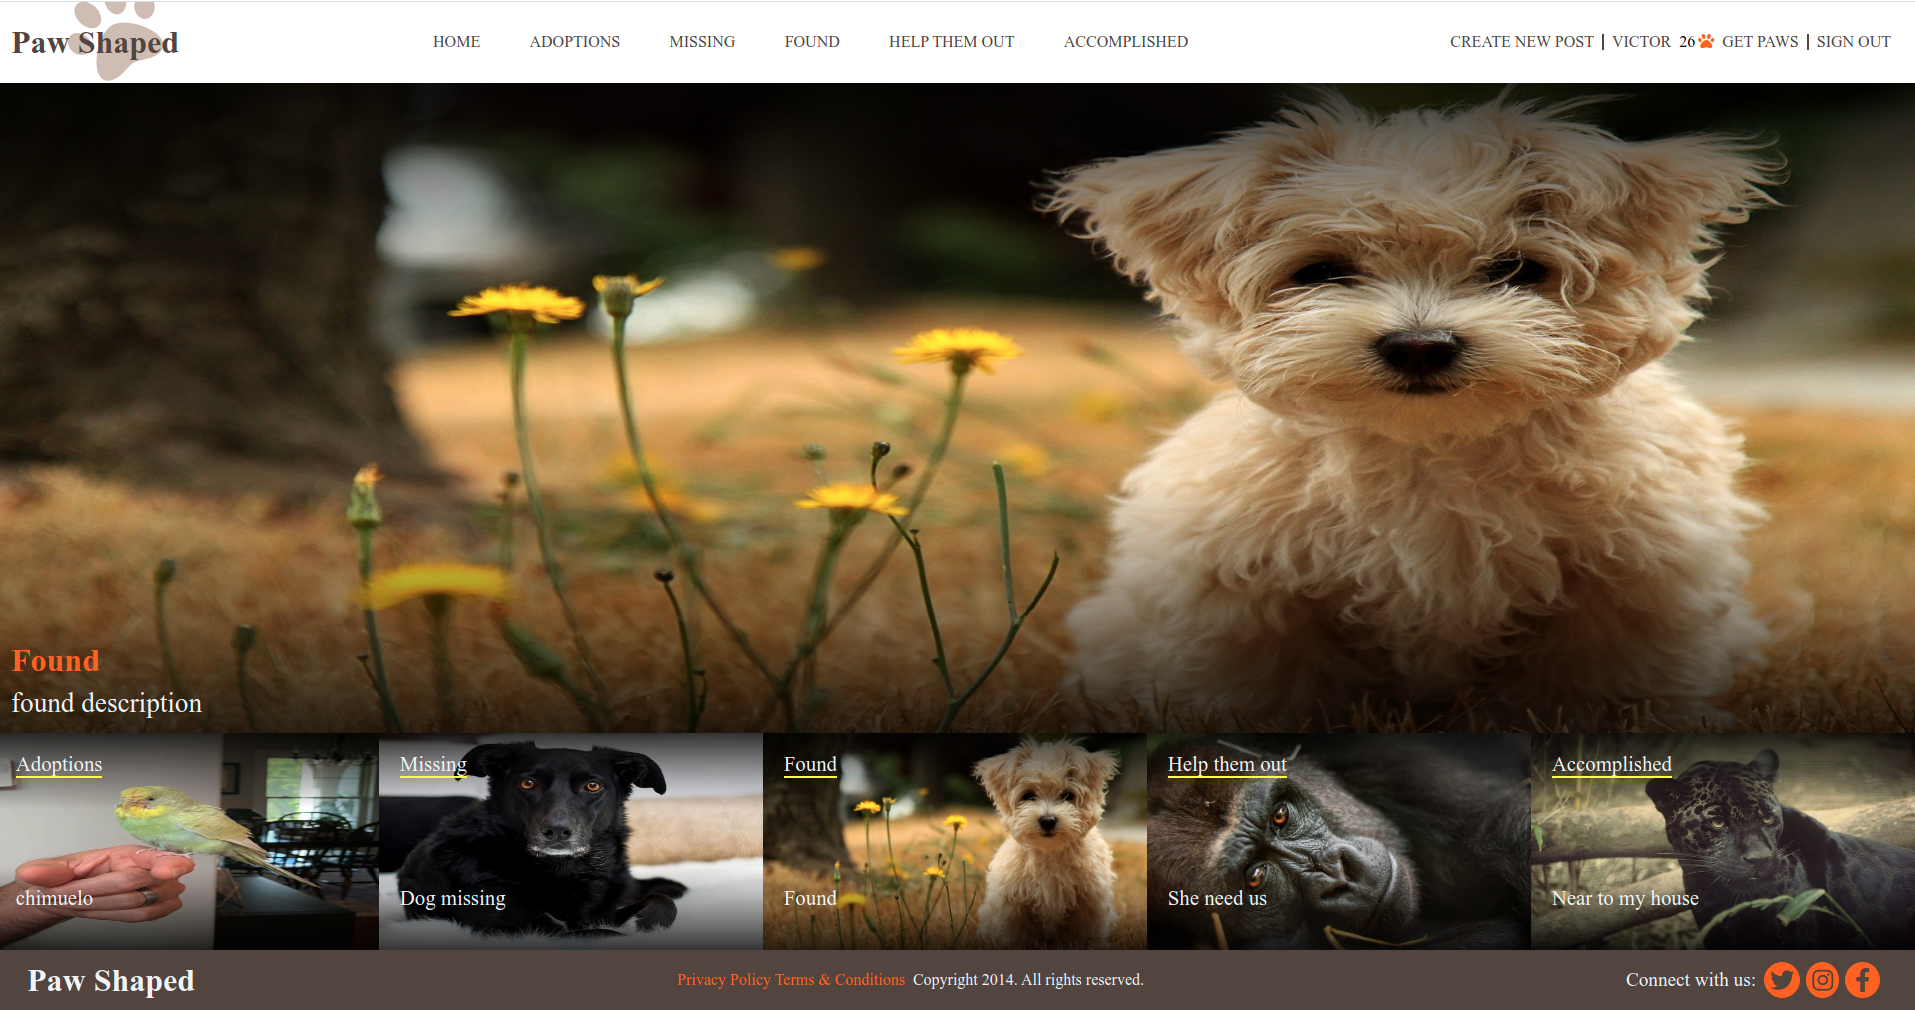 Paw Shaped
HOME ADOPTIONS MISSING FOUND HELP THEM OUT ACCOMPLISHED
CREATE NEW POST | VICTOR 26 GET PAWS | SIGN OUT
Found
found description
Adoptions
chimuelo
Missing
Dog missing
Found
Found
Help them out
She need us
Accomplished
Near to my house
Paw Shaped
Privacy Policy Terms & Conditions Copyright 2014. All rights reserved.
Connect with us: